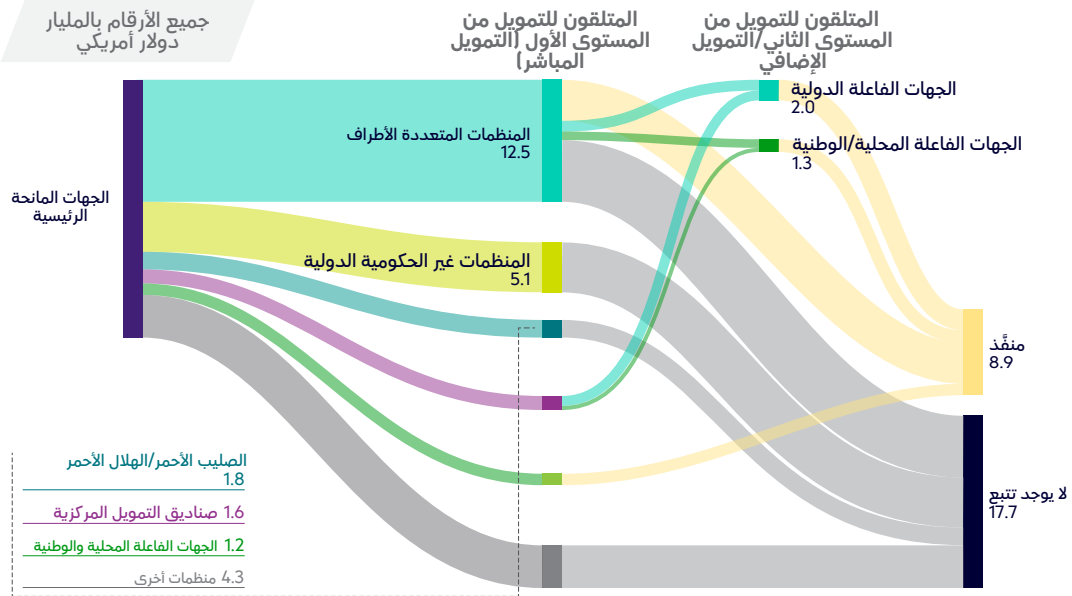 جميع الأرقام بالمليار
دولار أمريكي
المتلقون للتمويل من
المستوى الأول (التمويل
المباشر)
المتلقون للتمويل من
المستوى الثاني/التمويل
الإضافي
الجهات المانحة
الرئيسية
المنظمات المتعددة الأطراف
12.5
المنظمات غير الحكومية الدولية
5.1
الجهات الفاعلة الدولية
2.0
الجهات الفاعلة المحلية/الوطنية
1.3
منفَّذ
8.9
لا يوجد تتبع
17.7
الصليب الأحمر/الهلال الأحمر
1.8
1.6 صناديق التمويل المركزية
1.2 الجهات الفاعلة المحلية والوطنية
4.3 منظمات أخرى